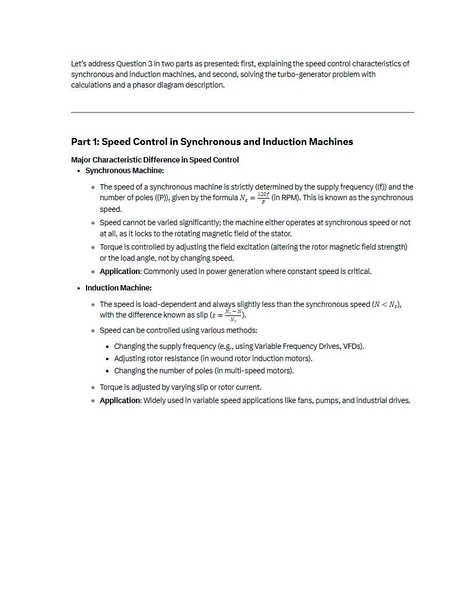 Let's address Question 3 in two parts as presented: first, explaining the speed control characteristics of
synchronous and induction machines, and second, solving the turbo-generator problem with
calculations and a phasor diagram description.
Part 1: Speed Control in Synchronous and Induction Machines
Major Characteristic Difference in Speed Control
• Synchronous Machine:
∘ The speed of a synchronous machine is strictly determined by the supply frequency ((f)) and the
number of poles ((P)), given by the formula N_s = 120f/P (in RPM). This is known as the synchronous
speed.
∘ Speed cannot be varied significantly; the machine either operates at synchronous speed or not
at all, as it locks to the rotating magnetic field of the stator.
∘ Torque is controlled by adjusting the field excitation (altering the rotor magnetic field strength)
or the load angle, not by changing speed.
∘ Application: Commonly used in power generation where constant speed is critical.
• Induction Machine:
∘ The speed is load-dependent and always slightly less than the synchronous speed (N < N_s),
with the difference known as slip (s = N_s − N/N_s).
∘ Speed can be controlled using various methods:
• Changing the supply frequency (e.g., using Variable Frequency Drives, VFDs).
• Adjusting rotor resistance (in wound rotor induction motors).
• Changing the number of poles (in multi-speed motors).
∘ Torque is adjusted by varying slip or rotor current.
∘ Application: Widely used in variable speed applications like fans, pumps, and industrial drives.